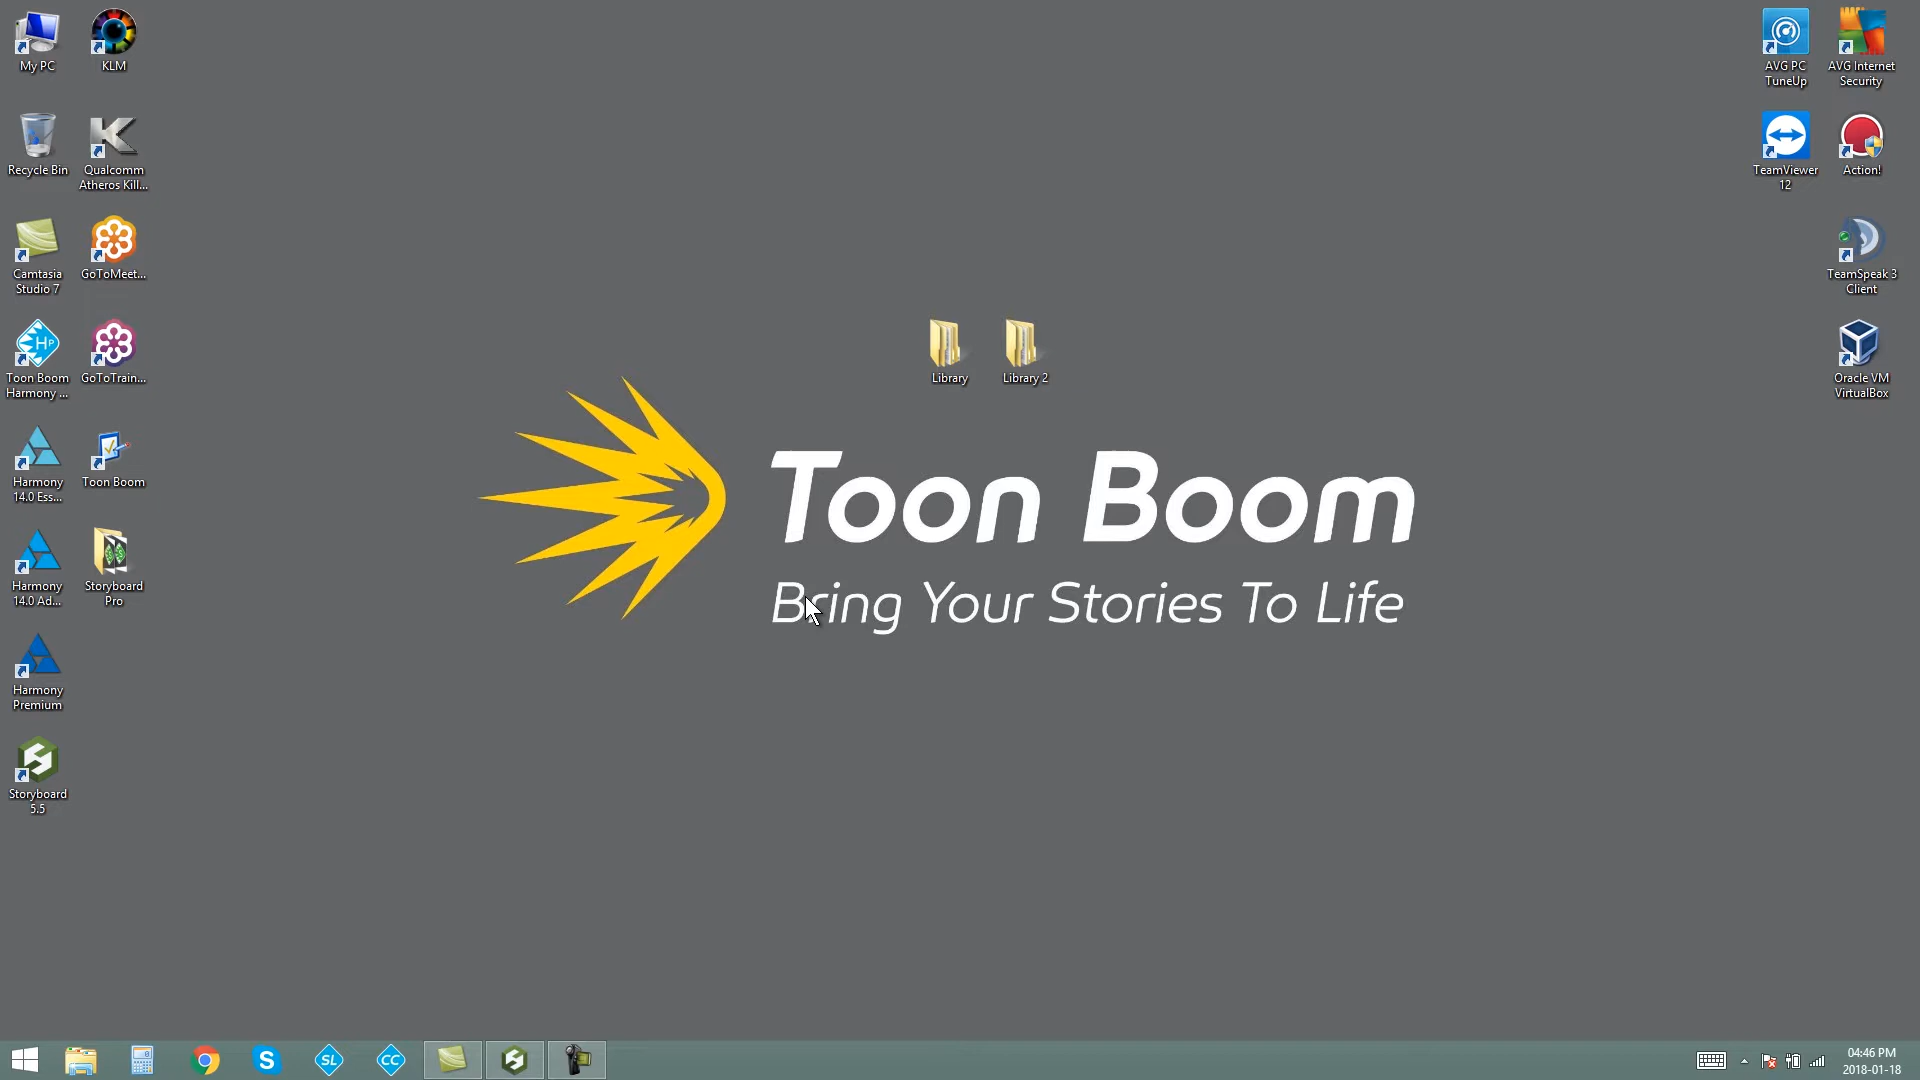 My PC
KLM
Recycle Bin
Qualcomm
Atheros Kill...
Camtasia
Studio 7
GoToMeet...
Toon Boom
Harmony ...
GoToTrain...
Harmony
14.0 Ess...
Toon Boom
Harmony
14.0 Ad...
Storyboard
Pro
Harmony
Premium
Storyboard
5.5
Library
Library 2
Toon Boom
Bring Your Stories To Life
AVG PC
TuneUp
AVG Internet
Security
TeamViewer
12
Action!
TeamSpeak 3
Client
Oracle VM
VirtualBox
HP
S
SL
CC
04:46 PM
2018-01-18